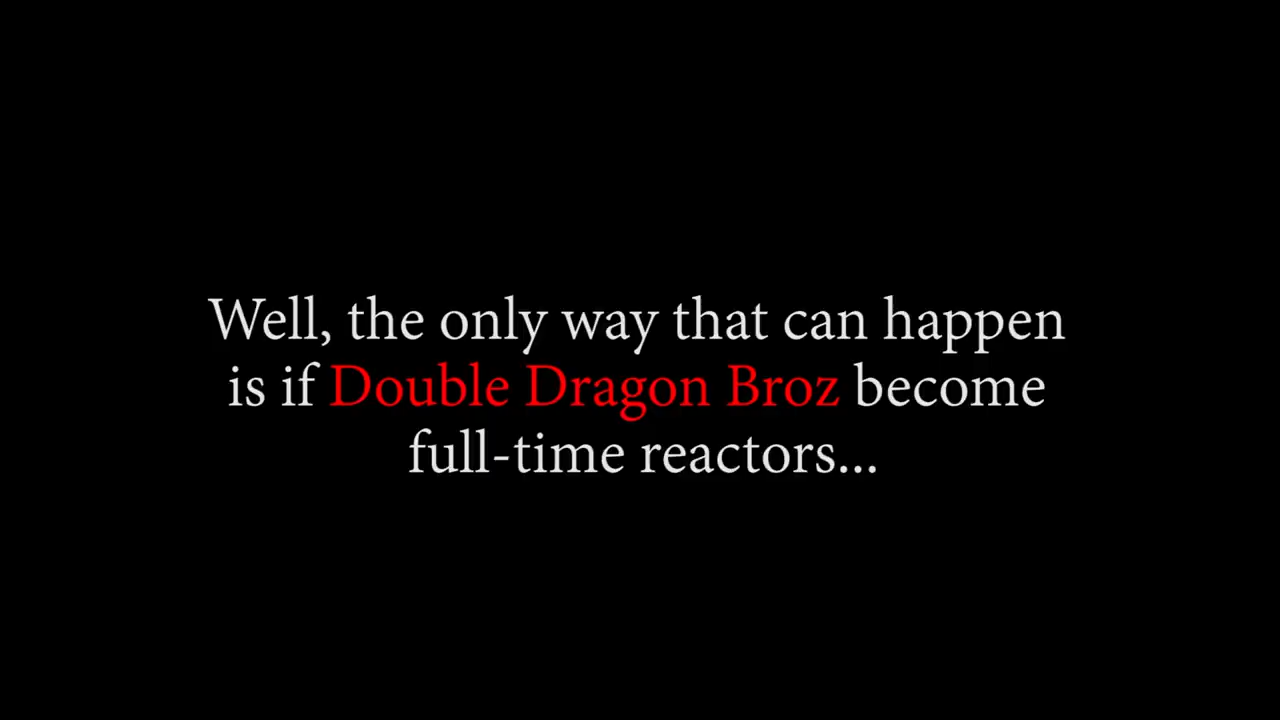 Well, the only way that can happen
is if Double Dragon Broz become
full-time reactors...